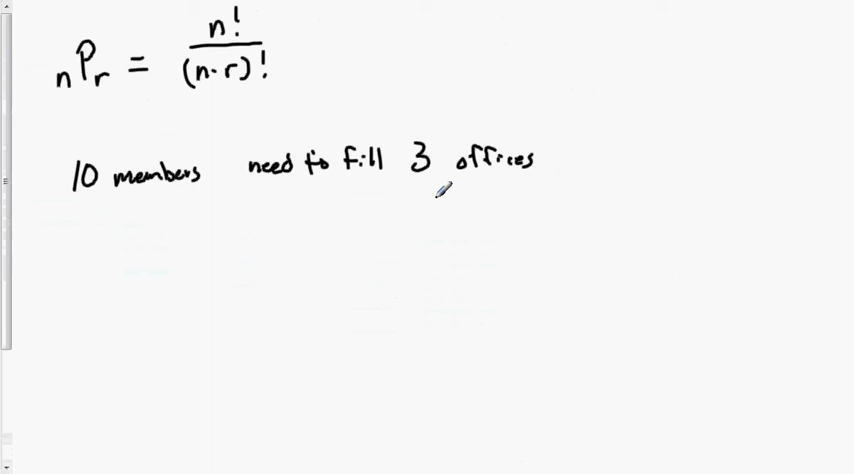 nPr = n! / (n-r)!
10 members need to fill 3 offices